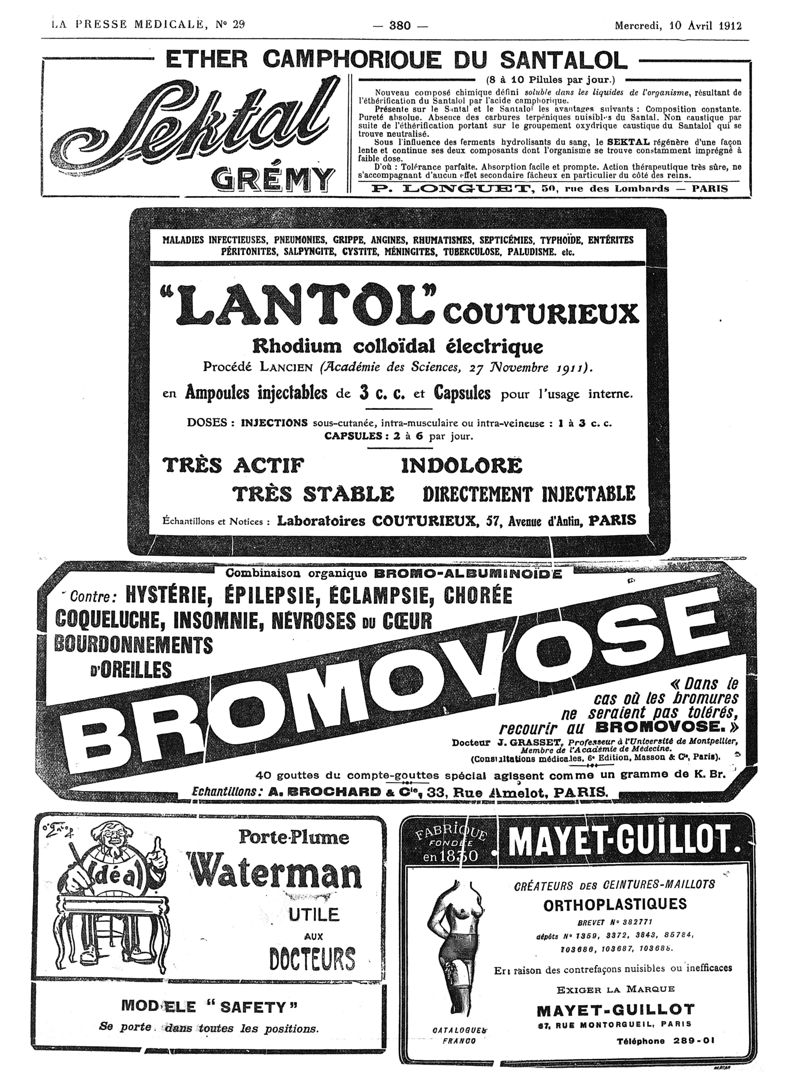 LA PRESSE MÉDICALE, N° 29
— 380 —
Mercredi, 10 Avril 1912
ETHER CAMPHORIQUE DU SANTALOL
Sektal
GRÉMY
(8 à 10 Pilules par jour.)
Nouveau composé chimique défini soluble dans les liquides de l'organisme, résultant de
l'éthérification du Santalol par l'acide camphorique.
Présente sur le Santal et le Santalol les avantages suivants : Composition constante.
Pureté absolue. Absence des carbures terpéniques nuisibles du Santal. Non caustique par
suite de l'éthérification portant sur le groupement oxydrique caustique du Santalol qui se
trouve neutralisé.
Sous l'influence des ferments hydrolisants du sang, le SEKTAL régénère d'une façon
lente et continue ses deux composants dont l'organisme se trouve constamment imprégné à
faible dose.
D'où : Tolérance parfaite. Absorption facile et prompte. Action thérapeutique très sûre, ne
s'accompagnant d'aucun effet secondaire fâcheux en particulier du côté des reins.
P. LONGUET, 50, rue des Lombards — PARIS
MALADIES INFECTIEUSES, PNEUMONIES, GRIPPE, ANGINES, RHUMATISMES, SEPTICÉMIES, TYPHOÏDE, ENTÉRITES
PÉRITONITES, SALPYNGITE, CYSTITE, MÉNINGITES, TUBERCULOSE, PALUDISME. etc.
"LANTOL" COUTURIEUX
Rhodium colloïdal électrique
Procédé LANCIEN (Académie des Sciences, 27 Novembre 1911).
en Ampoules injectables de 3 c. c. et Capsules pour l'usage interne.
DOSES : INJECTIONS sous-cutanée, intra-musculaire ou intra-veineuse : 1 à 3 c. c.
CAPSULES : 2 à 6 par jour.
TRÈS ACTIF INDOLORE
TRÈS STABLE DIRECTEMENT INJECTABLE
Échantillons et Notices : Laboratoires COUTURIEUX, 57, Avenue d'Antin, PARIS
Combinaison organique BROMO-ALBUMINOÏDE
Contre: HYSTÉRIE, ÉPILEPSIE, ÉCLAMPSIE, CHORÉE
COQUELUCHE, INSOMNIE, NÉVROSES DU CŒUR
BOURDONNEMENTS
D'OREILLES
BROMOVOSE
« Dans le
cas où les bromures
ne seraient pas tolérés,
recourir au BROMOVOSE. »
Docteur J. GRASSET, Professeur à l'Université de Montpellier,
Membre de l'Académie de Médecine.
(Consultations médicales, 6e Edition, Masson & Cie, Paris).
40 gouttes du compte-gouttes spécial agissent comme un gramme de K. Br.
Echantillons: A. BROCHARD & Cie, 33, Rue Amelot, PARIS.
O'Galop
Idéal
Porte-Plume
Waterman
UTILE
AUX
DOCTEURS
MODELE "SAFETY"
Se porte dans toutes les positions.
FABRIQUE
FONDÉE
en 1830
MAYET-GUILLOT.
CRÉATEURS DES CEINTURES-MAILLOTS
ORTHOPLASTIQUES
BREVET N° 382771
dépôts N° 1359, 3372, 3843, 85784,
103686, 103687, 103688.
En raison des contrefaçons nuisibles ou inefficaces
EXIGER LA MARQUE
MAYET-GUILLOT
67, RUE MONTORGUEIL, PARIS
Téléphone 289-01
CATALOGUES
FRANCO